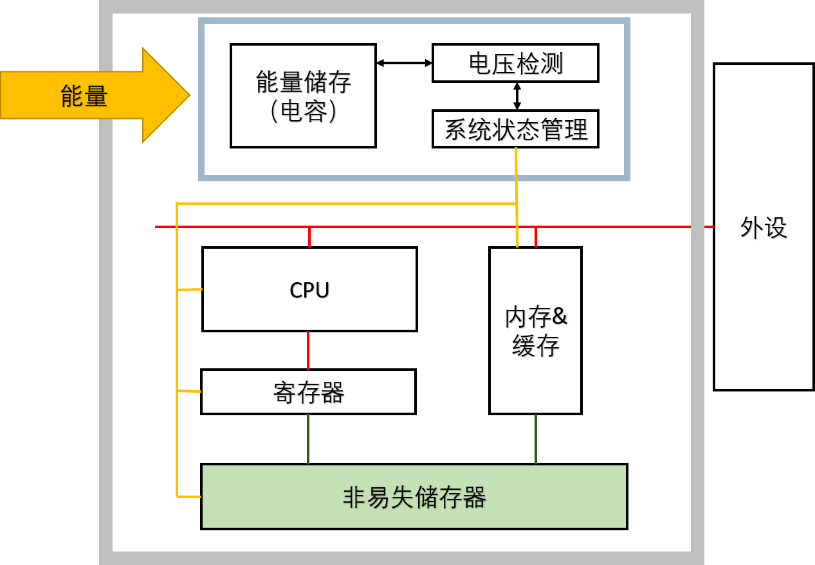 能量
能量储存
（电容）
电压检测
系统状态管理
外设
CPU
内存&
缓存
寄存器
非易失储存器